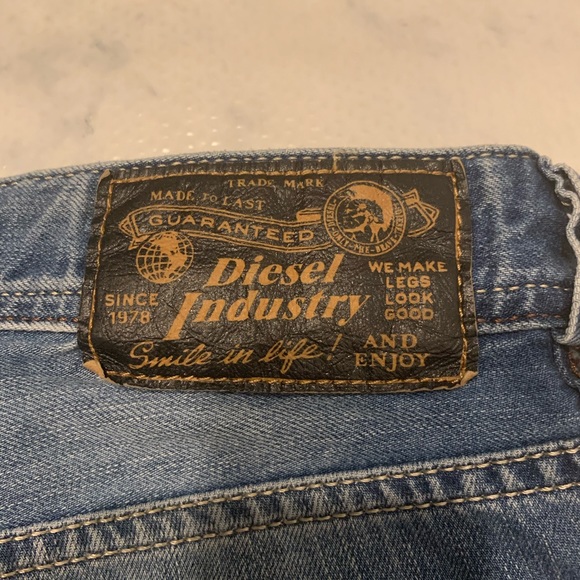 TRADE MARK
MADE TO LAST
GUARANTEED
SINCE
1978
Diesel
Industry
WE MAKE
LEGS
LOOK
GOOD
Smile in life!
AND
ENJOY